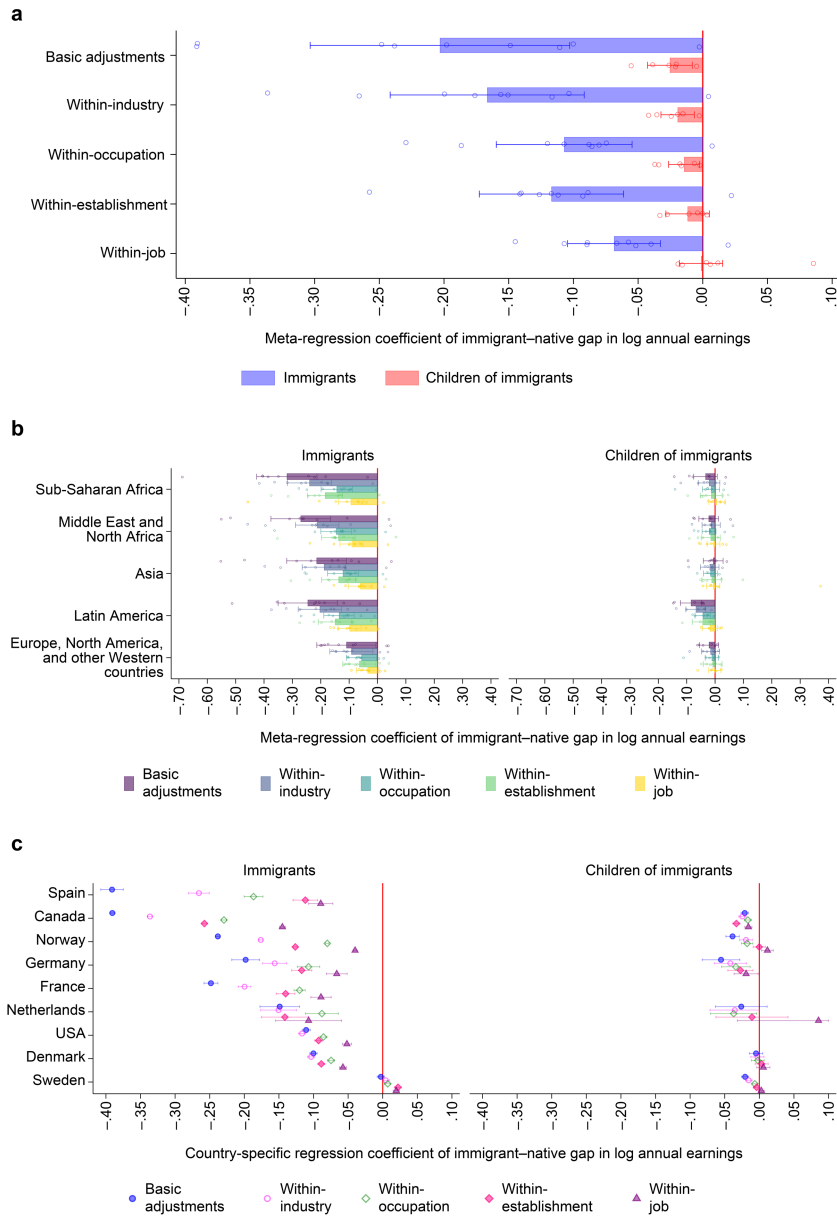 a
Basic adjustments
Within-industry
Within-occupation
Within-establishment
Within-job
–.40 –.35 –.30 –.25 –.20 –.15 –.10 –.05 .00 .05 .10
Meta-regression coefficient of immigrant–native gap in log annual earnings
Immigrants Children of immigrants
b
Immigrants Children of immigrants
Sub-Saharan Africa
Middle East and
North Africa
Asia
Latin America
Europe, North America,
and other Western
countries
–.70 –.60 –.50 –.40 –.30 –.20 –.10 .00 .10 .20 .30 .40 –.70 –.60 –.50 –.40 –.30 –.20 –.10 .00 .10 .20 .30 .40
Meta-regression coefficient of immigrant–native gap in log annual earnings
Basic Within- Within- Within- Within-
adjustments industry occupation establishment job
c
Immigrants Children of immigrants
Spain
Canada
Norway
Germany
France
Netherlands
USA
Denmark
Sweden
–.40 –.35 –.30 –.25 –.20 –.15 –.10 –.05 .00 .05 .10 –.40 –.35 –.30 –.25 –.20 –.15 –.10 –.05 .00 .05 .10
Country-specific regression coefficient of immigrant–native gap in log annual earnings
Basic Within- Within- Within- Within-
adjustments industry occupation establishment job